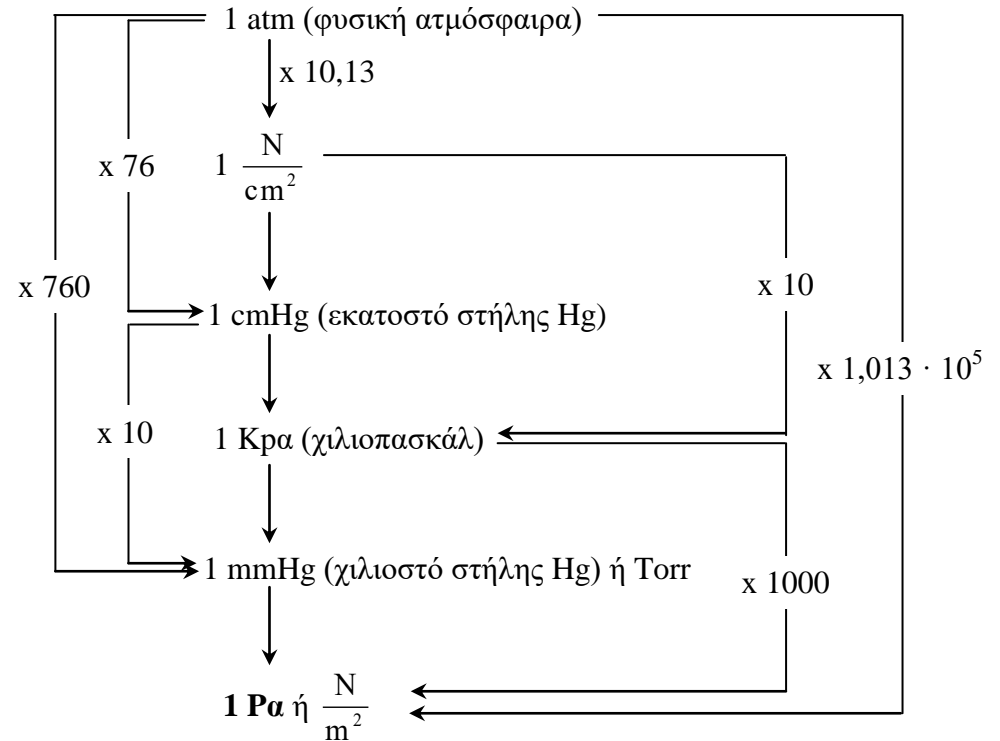 1 atm (φυσική ατμόσφαιρα)
x 10,13
x 76
1 N/cm²
x 760
x 10
1 cmHg (εκατοστό στήλης Hg)
x 1,013 · 10⁵
x 10
1 Kpα (χιλιοπασκάλ)
1 mmHg (χιλιοστό στήλης Hg) ή Torr
x 1000
1 Pα ή N/m²